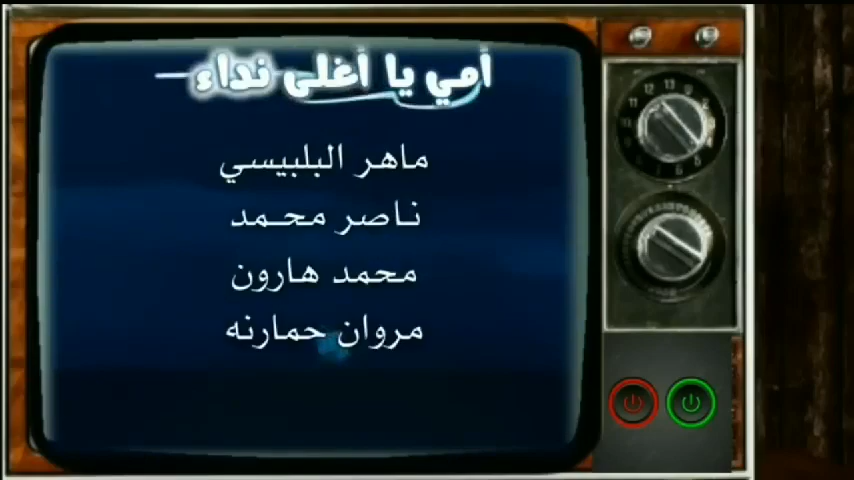 أمي يا أغلى نداء
ماهر البلبيسي
ناصر محمد
محمد هارون
مروان حمارنه